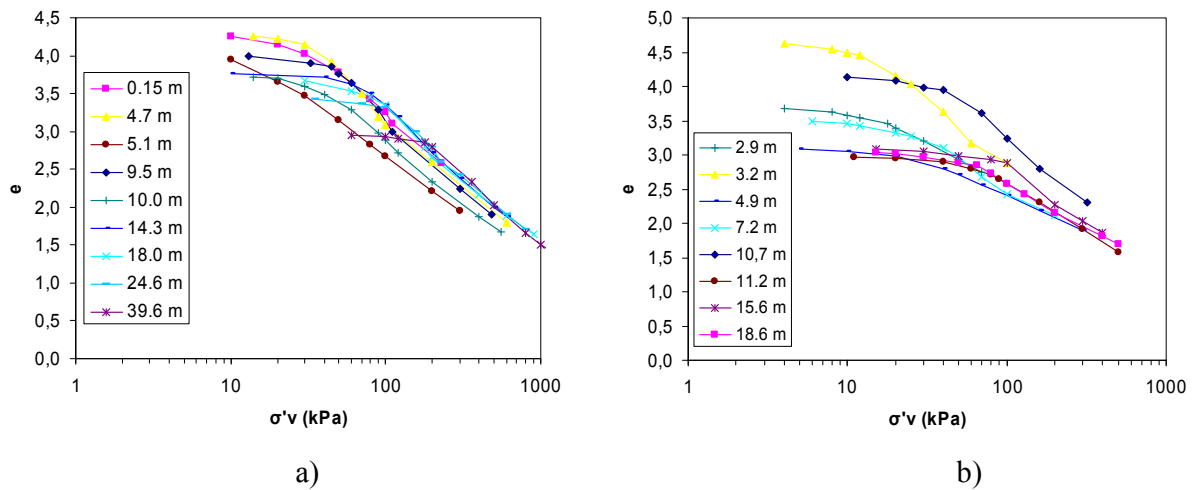 4,5
4,0
3,5
3,0
2,5
2,0
1,5
1,0
0,5
0,0
e
0.15 m
4.7 m
5.1 m
9.5 m
10.0 m
14.3 m
18.0 m
24.6 m
39.6 m
1
10
100
1000
σ'v (kPa)
a)
5,0
4,5
4,0
3,5
3,0
2,5
2,0
1,5
1,0
0,5
0,0
e
2.9 m
3.2 m
4.9 m
7.2 m
10,7 m
11.2 m
15.6 m
18.6 m
1
10
100
1000
σ'v (kPa)
b)